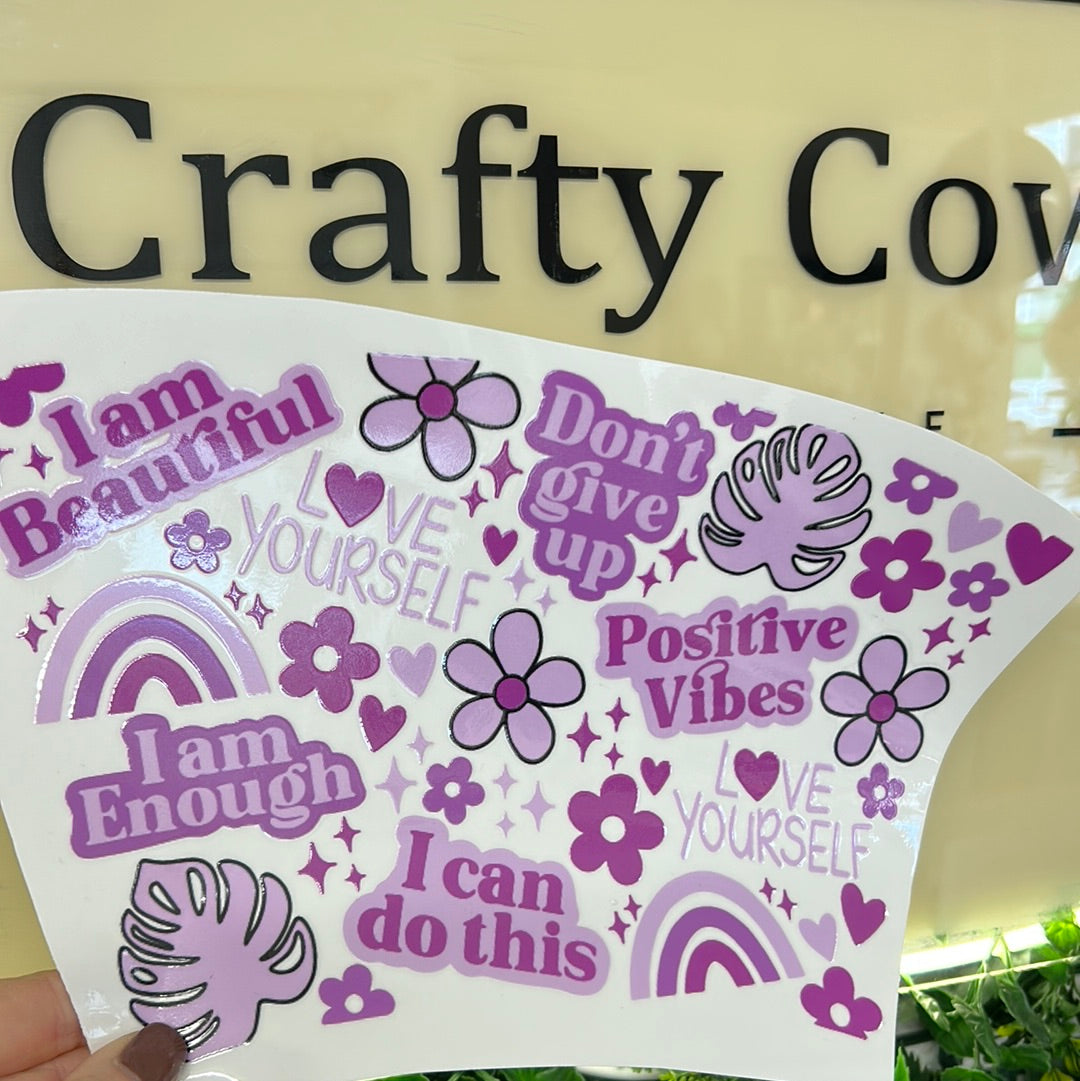 Crafty Cov
I am
Beautiful
LOVE
YOURSELF
Don't
give
up
Positive
Vibes
I am
Enough
I can
do this
LOVE
YOURSELF